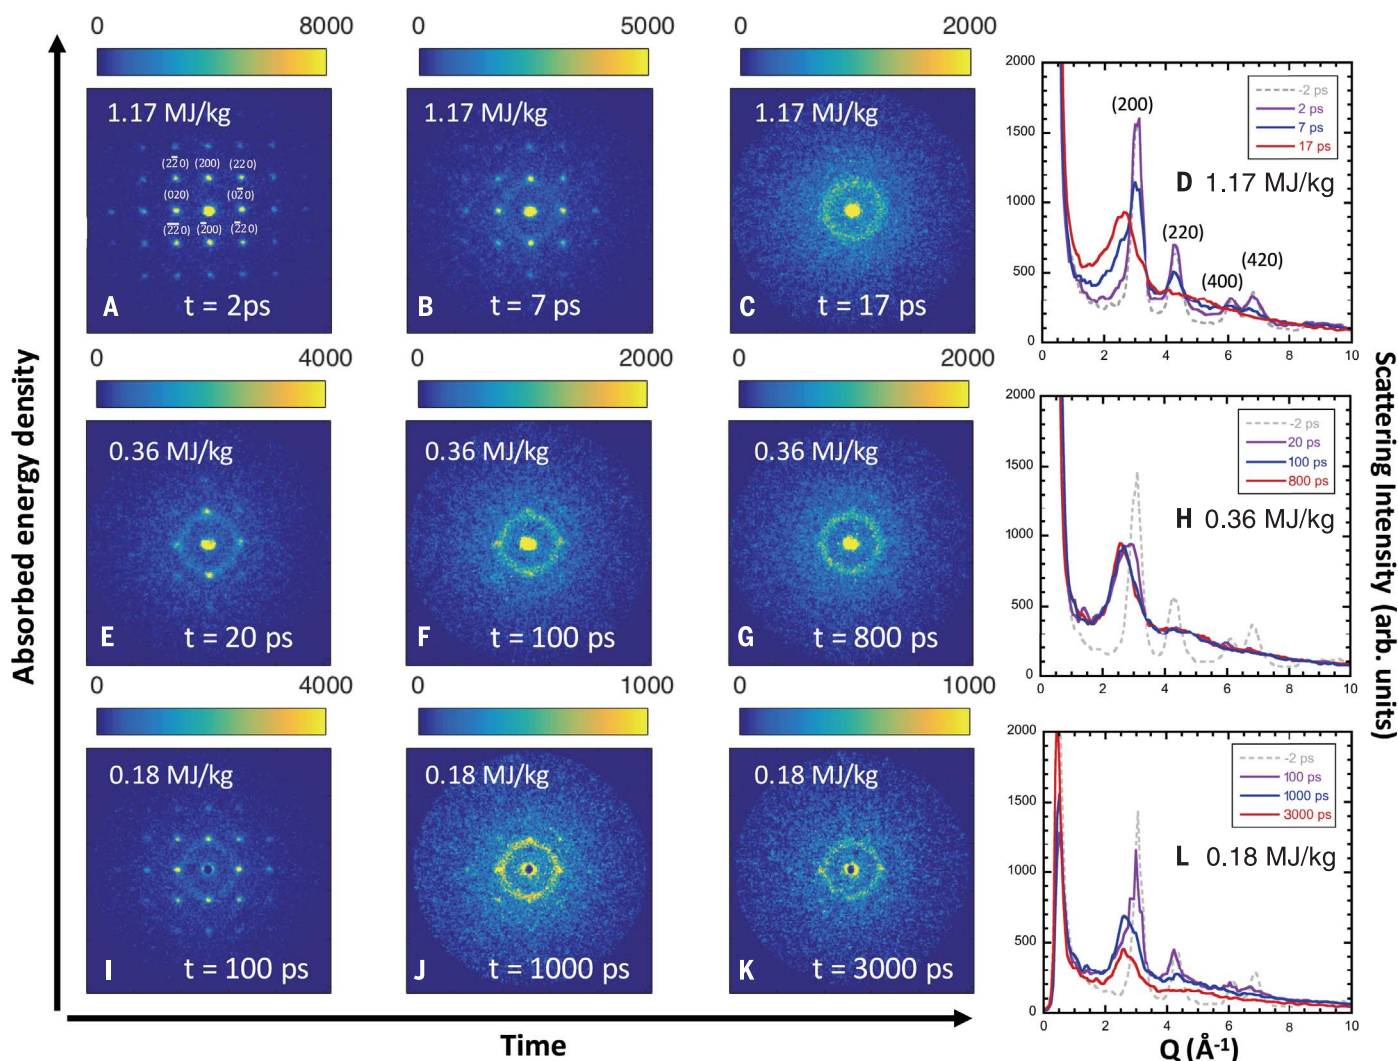 0 8000
0 5000
0 2000
1.17 MJ/kg
(22̅0) (200) (220)
(020) (02̅0)
(2̅2̅0) (2̅00) (2̅20)
A t = 2ps
1.17 MJ/kg
B t = 7 ps
1.17 MJ/kg
C t = 17 ps
2000
1500
1000
500
0
0 2 4 6 8 10
-2 ps
2 ps
7 ps
17 ps
(200)
(220)
(400)
(420)
D 1.17 MJ/kg
0 4000
0 2000
0 2000
0.36 MJ/kg
E t = 20 ps
0.36 MJ/kg
F t = 100 ps
0.36 MJ/kg
G t = 800 ps
2000
1500
1000
500
0
0 2 4 6 8 10
-2 ps
20 ps
100 ps
800 ps
H 0.36 MJ/kg
0 4000
0 1000
0 1000
0.18 MJ/kg
I t = 100 ps
0.18 MJ/kg
J t = 1000 ps
0.18 MJ/kg
K t = 3000 ps
2000
1500
1000
500
0
0 2 4 6 8 10
-2 ps
100 ps
1000 ps
3000 ps
L 0.18 MJ/kg
Absorbed energy density
Time
Q (Å⁻¹)
Scattering Intensity (arb. units)